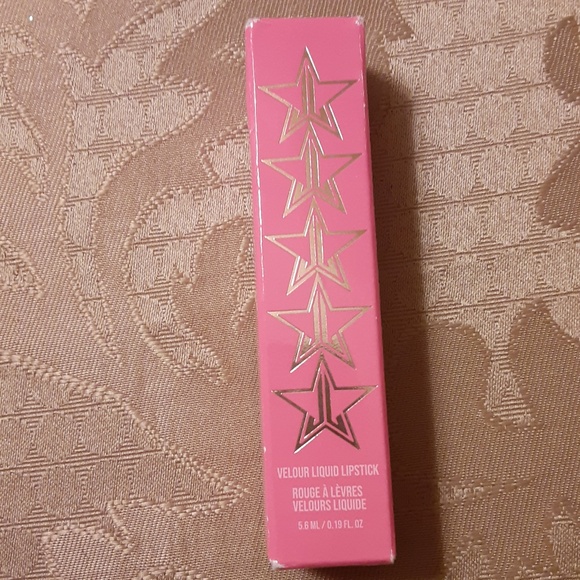 VELOUR LIQUID LIPSTICK
ROUGE À LÈVRES
VELOURS LIQUIDE
5.6 ML / 0.19 FL. OZ